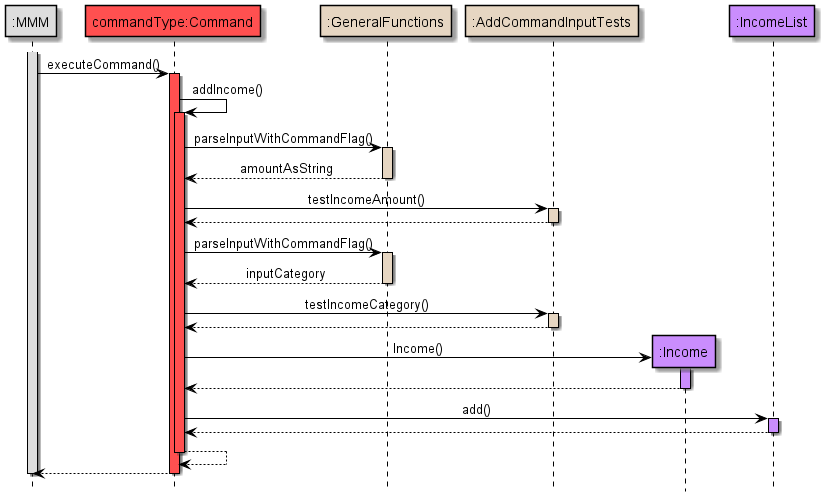 :MMM
commandType:Command
:GeneralFunctions
:AddCommandInputTests
:IncomeList
executeCommand()
addIncome()
parseInputWithCommandFlag()
amountAsString
testIncomeAmount()
parseInputWithCommandFlag()
inputCategory
testIncomeCategory()
Income()
:Income
add()